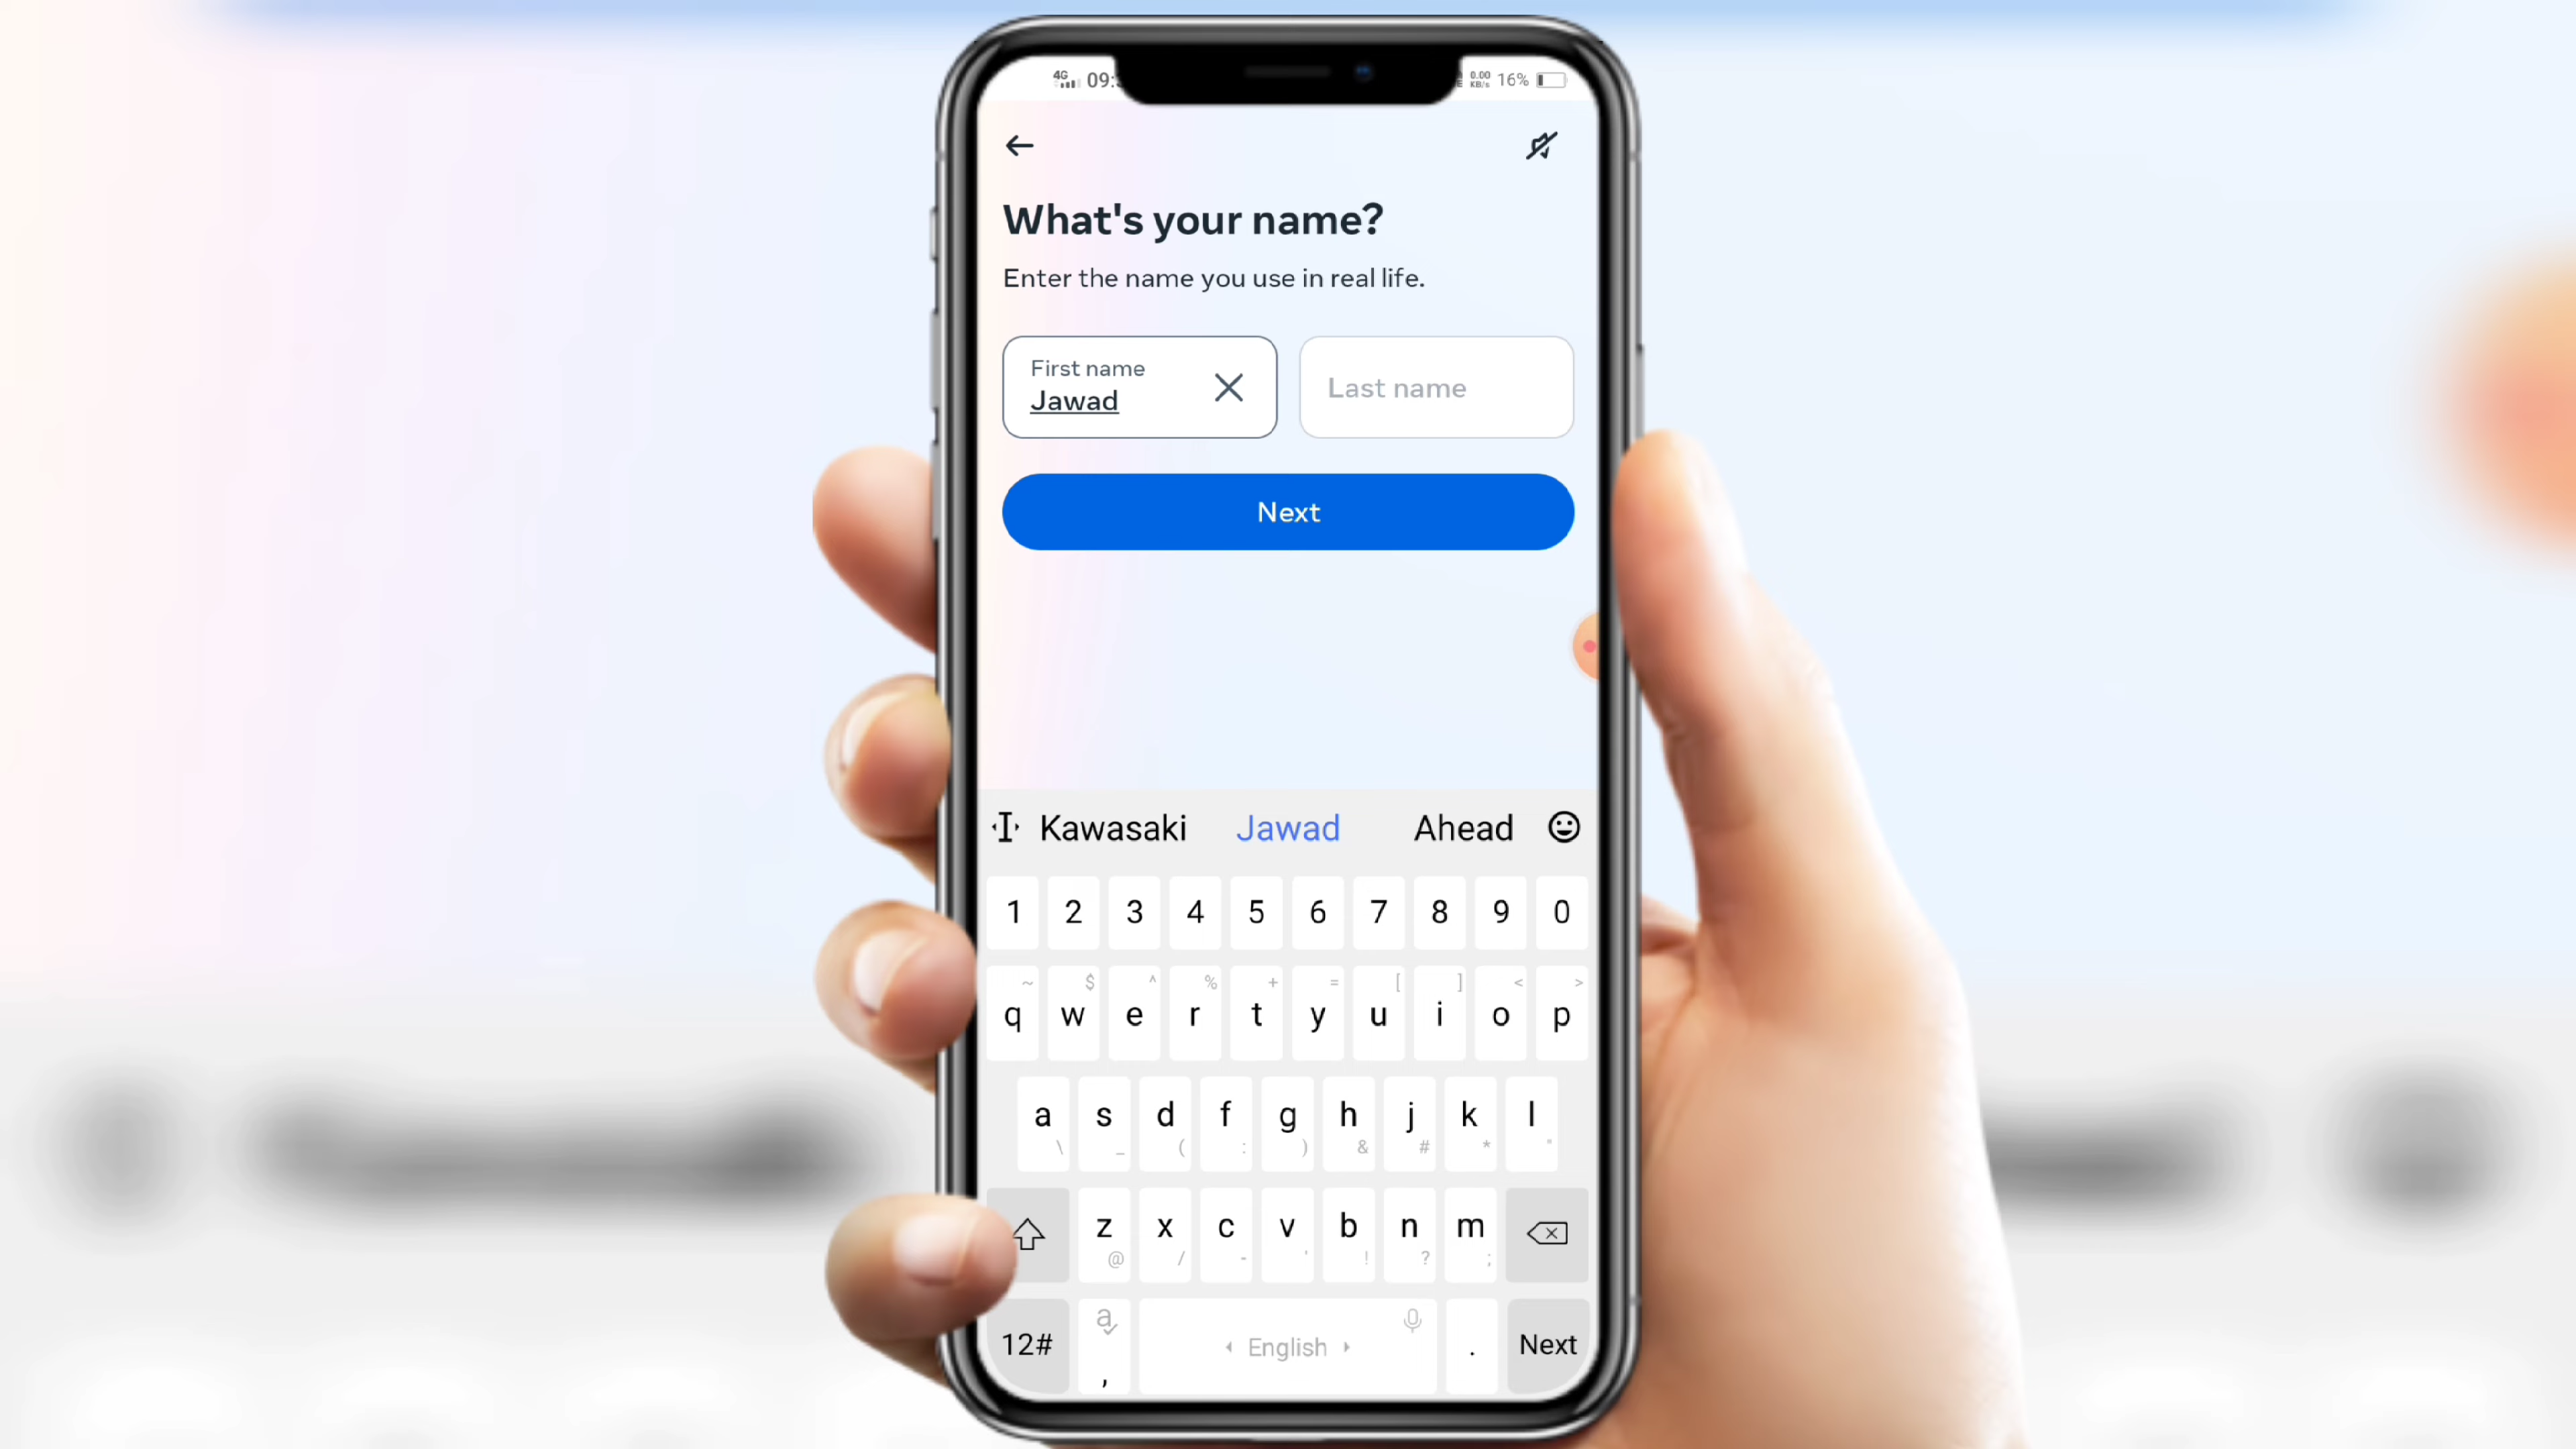 4G 09: 0.00 KB/s 16%
What's your name?
Enter the name you use in real life.
First name
Jawad
Last name
Next
Kawasaki Jawad Ahead
1 2 3 4 5 6 7 8 9 0
~ $ ^ % + = [ ] < >
q w e r t y u i o p
a s d f g h j k l
\ _ ( : ) & # * °
z x c v b n m
@ / - ' ! ? ;
12# a , English . Next